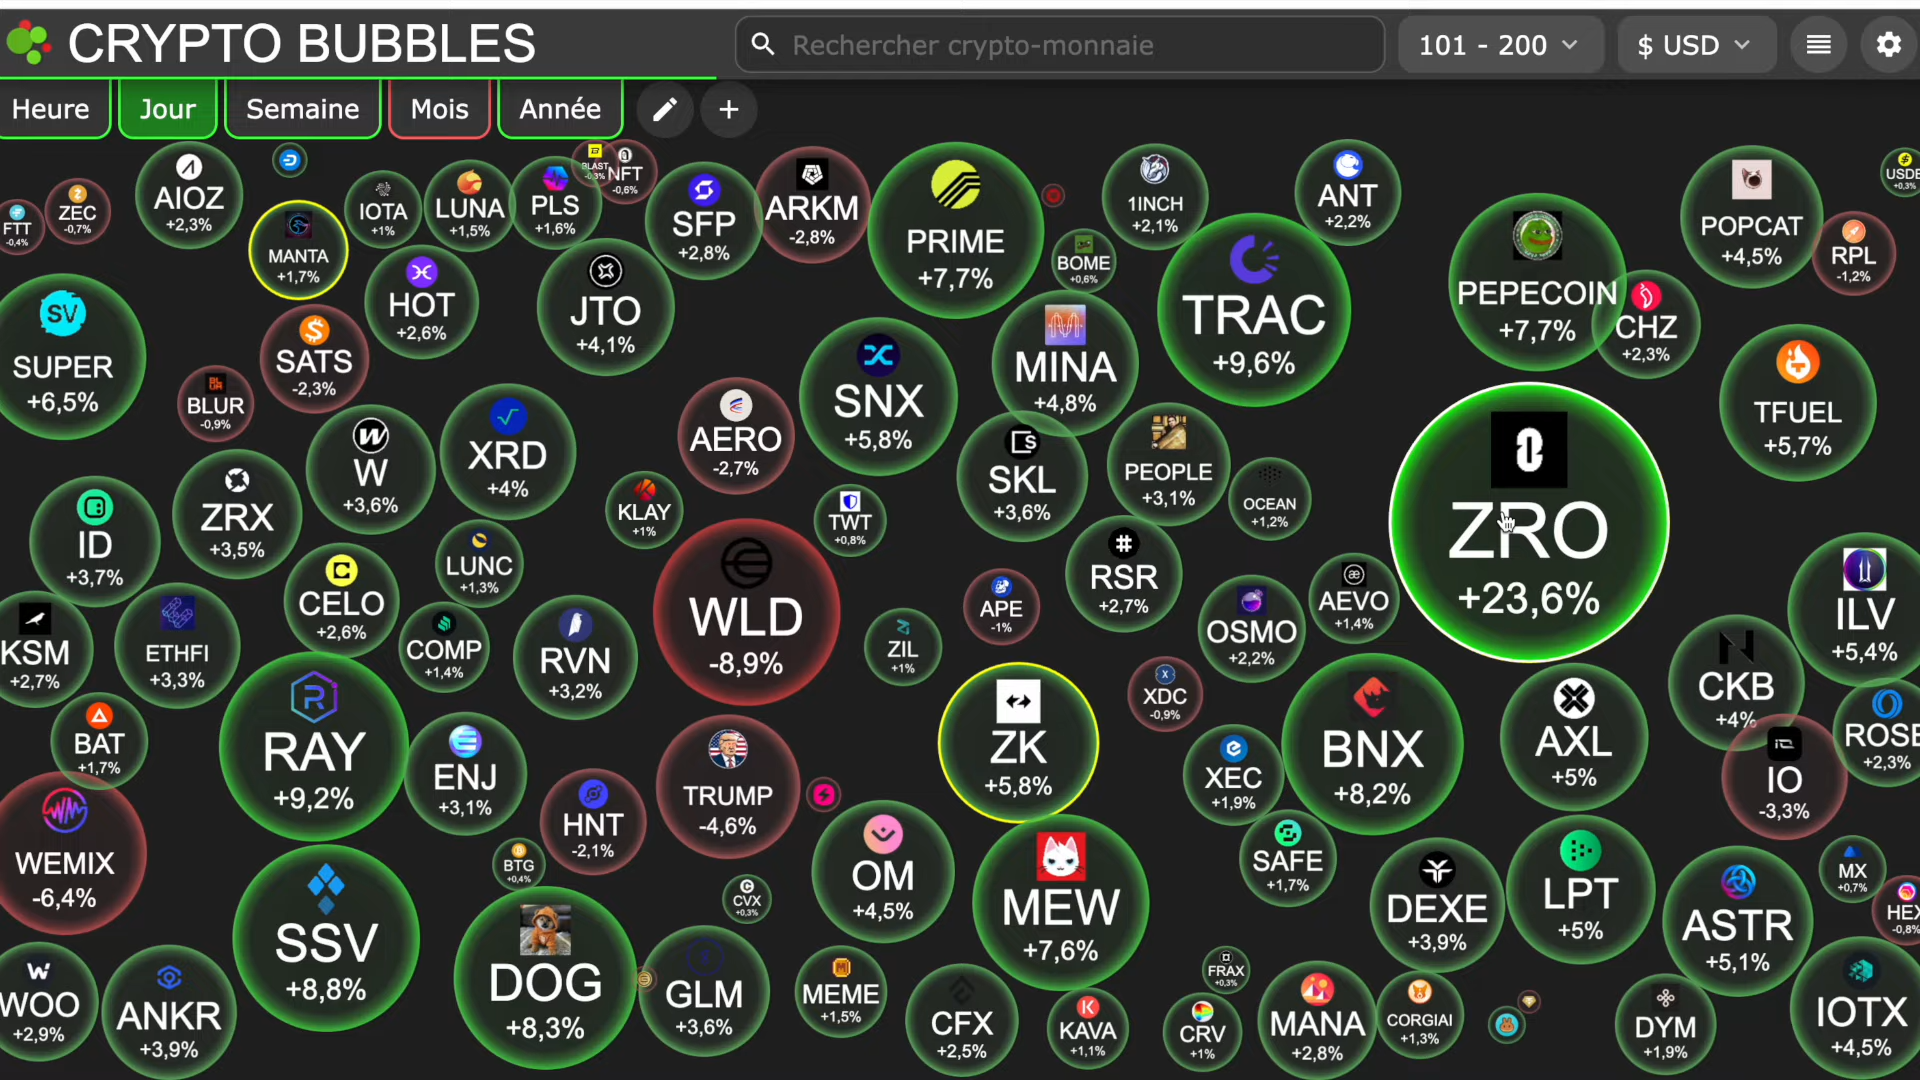 CRYPTO BUBBLES
Rechercher crypto-monnaie
101 - 200
$ USD
Heure
Jour
Semaine
Mois
Année
FTT
-0,4%
ZEC
-0,7%
AIOZ
+2,3%
MANTA
+1,7%
IOTA
+1%
LUNA
+1,5%
PLS
+1,6%
BLAST
-0,3%
NFT
-0,6%
SFP
+2,8%
ARKM
-2,8%
PRIME
+7,7%
BOME
+0,6%
1INCH
+2,1%
ANT
+2,2%
TRAC
+9,6%
PEPECOIN
+7,7%
CHZ
+2,3%
POPCAT
+4,5%
RPL
-1,2%
USDE
+0,3%
SV
SUPER
+6,5%
SATS
-2,3%
HOT
+2,6%
JTO
+4,1%
BLUR
-0,9%
W
+3,6%
XRD
+4%
AERO
-2,7%
SNX
+5,8%
MINA
+4,8%
SKL
+3,6%
PEOPLE
+3,1%
OCEAN
+1,2%
ZRO
+23,6%
TFUEL
+5,7%
ID
+3,7%
ZRX
+3,5%
CELO
+2,6%
LUNC
+1,3%
KLAY
+1%
TWT
+0,8%
WLD
-8,9%
RSR
+2,7%
APE
-1%
OSMO
+2,2%
AEVO
+1,4%
ILV
+5,4%
KSM
+2,7%
ETHFI
+3,3%
COMP
+1,4%
RVN
+3,2%
ZIL
+1%
XDC
-0,9%
CKB
+4%
BAT
+1,7%
RAY
+9,2%
ENJ
+3,1%
TRUMP
-4,6%
ZK
+5,8%
XEC
+1,9%
BNX
+8,2%
AXL
+5%
IO
-3,3%
ROSE
+2,3%
WEMIX
-6,4%
HNT
-2,1%
BTG
+0,4%
CVX
+0,3%
OM
+4,5%
MEW
+7,6%
SAFE
+1,7%
DEXE
+3,9%
LPT
+5%
ASTR
+5,1%
MX
+0,7%
HEX
-0,8%
WOO
+2,9%
ANKR
+3,9%
SSV
+8,8%
DOG
+8,3%
GLM
+3,6%
MEME
+1,5%
CFX
+2,5%
KAVA
+1,1%
FRAX
+0,3%
CRV
+1%
MANA
+2,8%
CORGIAI
+1,3%
DYM
+1,9%
IOTX
+4,5%